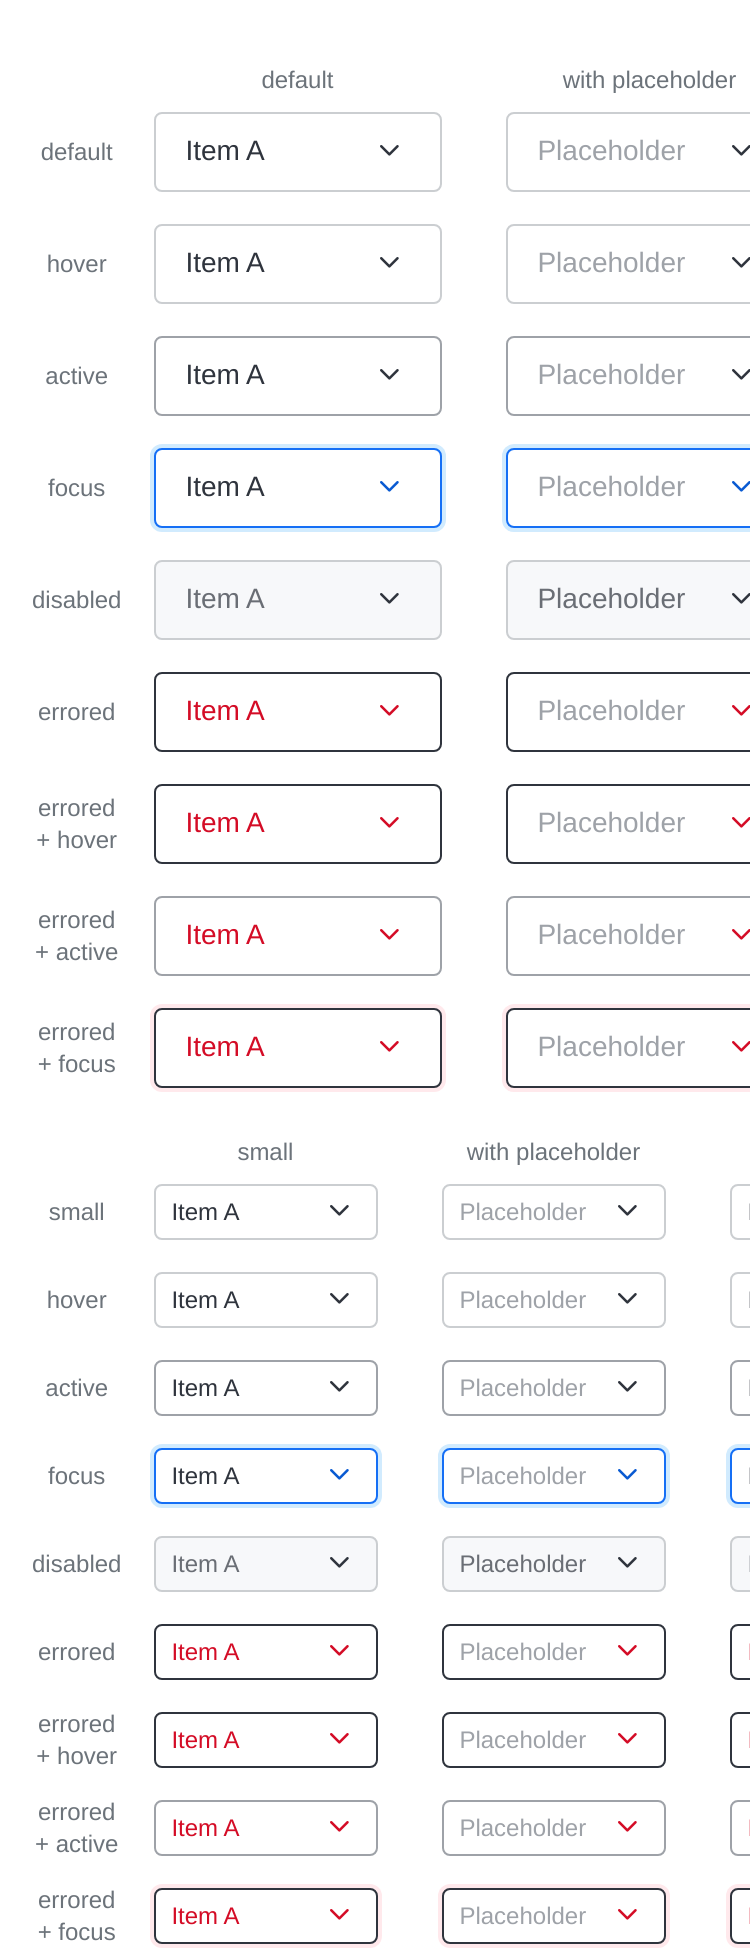 default with placeholder
default Item A Placeholder
hover Item A Placeholder
active Item A Placeholder
focus Item A Placeholder
disabled Item A Placeholder
errored Item A Placeholder
errored
+ hover Item A Placeholder
errored
+ active Item A Placeholder
errored
+ focus Item A Placeholder
small with placeholder
small Item A Placeholder
hover Item A Placeholder
active Item A Placeholder
focus Item A Placeholder
disabled Item A Placeholder
errored Item A Placeholder
errored
+ hover Item A Placeholder
errored
+ active Item A Placeholder
errored
+ focus Item A Placeholder